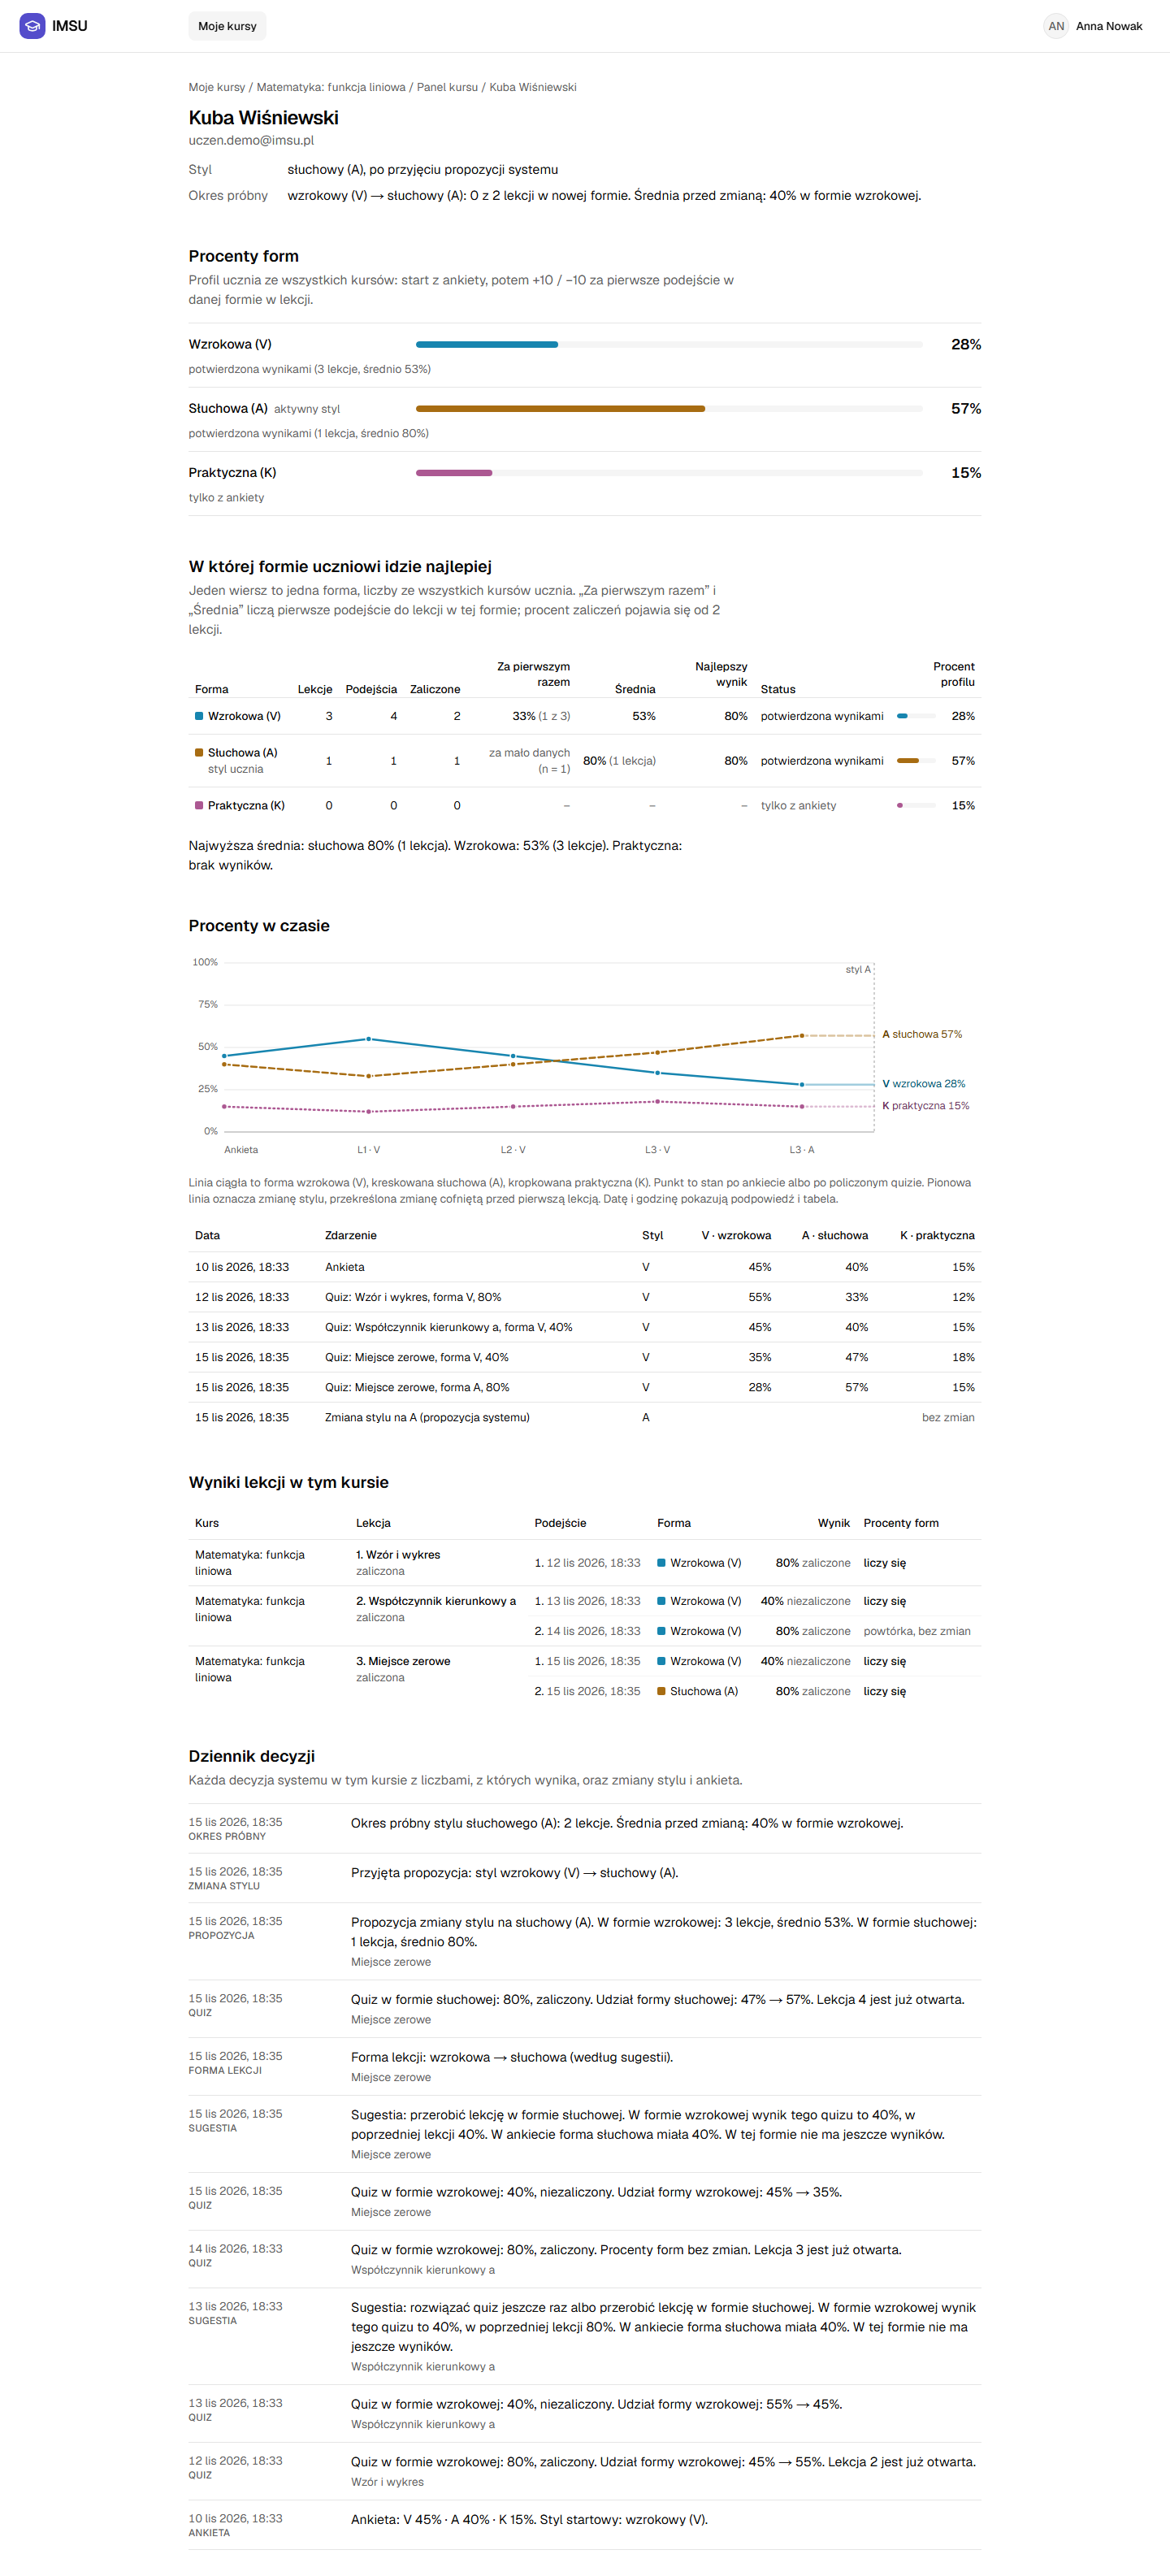 IMSU
Moje kursy
AN Anna Nowak
Moje kursy / Matematyka: funkcja liniowa / Panel kursu / Kuba Wiśniewski
Kuba Wiśniewski
uczen.demo@imsu.pl
Styl słuchowy (A), po przyjęciu propozycji systemu
Okres próbny wzrokowy (V) → słuchowy (A): 0 z 2 lekcji w nowej formie. Średnia przed zmianą: 40% w formie wzrokowej.
Procenty form
Profil ucznia ze wszystkich kursów: start z ankiety, potem +10 / −10 za pierwsze podejście w
danej formie w lekcji.
Wzrokowa (V) 28%
potwierdzona wynikami (3 lekcje, średnio 53%)
Słuchowa (A) aktywny styl 57%
potwierdzona wynikami (1 lekcja, średnio 80%)
Praktyczna (K) 15%
tylko z ankiety
W której formie uczniowi idzie najlepiej
Jeden wiersz to jedna forma, liczby ze wszystkich kursów ucznia. „Za pierwszym razem” i
„Średnia” liczą pierwsze podejście do lekcji w tej formie; procent zaliczeń pojawia się od 2
lekcji.
Forma Lekcje Podejścia Zaliczone Za pierwszym razem Średnia Najlepszy wynik Status Procent profilu
Wzrokowa (V) 3 4 2 33% (1 z 3) 53% 80% potwierdzona wynikami 28%
Słuchowa (A) styl ucznia 1 1 1 za mało danych (n = 1) 80% (1 lekcja) 80% potwierdzona wynikami 57%
Praktyczna (K) 0 0 0 – – – tylko z ankiety 15%
Najwyższa średnia: słuchowa 80% (1 lekcja). Wzrokowa: 53% (3 lekcje). Praktyczna:
brak wyników.
Procenty w czasie
100%
styl A
75%
50%
A słuchowa 57%
25%
V wzrokowa 28%
K praktyczna 15%
0%
Ankieta L1 · V L2 · V L3 · V L3 · A
Linia ciągła to forma wzrokowa (V), kreskowana słuchowa (A), kropkowana praktyczna (K). Punkt to stan po ankiecie albo po policzonym quizie. Pionowa
linia oznacza zmianę stylu, przekreślona zmianę cofniętą przed pierwszą lekcją. Datę i godzinę pokazują podpowiedź i tabela.
Data Zdarzenie Styl V · wzrokowa A · słuchowa K · praktyczna
10 lis 2026, 18:33 Ankieta V 45% 40% 15%
12 lis 2026, 18:33 Quiz: Wzór i wykres, forma V, 80% V 55% 33% 12%
13 lis 2026, 18:33 Quiz: Współczynnik kierunkowy a, forma V, 40% V 45% 40% 15%
15 lis 2026, 18:35 Quiz: Miejsce zerowe, forma V, 40% V 35% 47% 18%
15 lis 2026, 18:35 Quiz: Miejsce zerowe, forma A, 80% V 28% 57% 15%
15 lis 2026, 18:35 Zmiana stylu na A (propozycja systemu) A bez zmian
Wyniki lekcji w tym kursie
Kurs Lekcja Podejście Forma Wynik Procenty form
Matematyka: funkcja liniowa 1. Wzór i wykres zaliczona 1. 12 lis 2026, 18:33 Wzrokowa (V) 80% zaliczone liczy się
Matematyka: funkcja liniowa 2. Współczynnik kierunkowy a zaliczona 1. 13 lis 2026, 18:33 Wzrokowa (V) 40% niezaliczone liczy się
2. 14 lis 2026, 18:33 Wzrokowa (V) 80% zaliczone powtórka, bez zmian
Matematyka: funkcja liniowa 3. Miejsce zerowe zaliczona 1. 15 lis 2026, 18:35 Wzrokowa (V) 40% niezaliczone liczy się
2. 15 lis 2026, 18:35 Słuchowa (A) 80% zaliczone liczy się
Dziennik decyzji
Każda decyzja systemu w tym kursie z liczbami, z których wynika, oraz zmiany stylu i ankieta.
15 lis 2026, 18:35 Okres próbny stylu słuchowego (A): 2 lekcje. Średnia przed zmianą: 40% w formie wzrokowej.
OKRES PRÓBNY
15 lis 2026, 18:35 Przyjęta propozycja: styl wzrokowy (V) → słuchowy (A).
ZMIANA STYLU
15 lis 2026, 18:35 Propozycja zmiany stylu na słuchowy (A). W formie wzrokowej: 3 lekcje, średnio 53%. W formie słuchowej:
PROPOZYCJA 1 lekcja, średnio 80%.
Miejsce zerowe
15 lis 2026, 18:35 Quiz w formie słuchowej: 80%, zaliczony. Udział formy słuchowej: 47% → 57%. Lekcja 4 jest już otwarta.
QUIZ Miejsce zerowe
15 lis 2026, 18:35 Forma lekcji: wzrokowa → słuchowa (według sugestii).
FORMA LEKCJI Miejsce zerowe
15 lis 2026, 18:35 Sugestia: przerobić lekcję w formie słuchowej. W formie wzrokowej wynik tego quizu to 40%, w
SUGESTIA poprzedniej lekcji 40%. W ankiecie forma słuchowa miała 40%. W tej formie nie ma jeszcze wyników.
Miejsce zerowe
15 lis 2026, 18:35 Quiz w formie wzrokowej: 40%, niezaliczony. Udział formy wzrokowej: 45% → 35%.
QUIZ Miejsce zerowe
14 lis 2026, 18:33 Quiz w formie wzrokowej: 80%, zaliczony. Procenty form bez zmian. Lekcja 3 jest już otwarta.
QUIZ Współczynnik kierunkowy a
13 lis 2026, 18:33 Sugestia: rozwiązać quiz jeszcze raz albo przerobić lekcję w formie słuchowej. W formie wzrokowej wynik
SUGESTIA tego quizu to 40%, w poprzedniej lekcji 80%. W ankiecie forma słuchowa miała 40%. W tej formie nie ma
jeszcze wyników.
Współczynnik kierunkowy a
13 lis 2026, 18:33 Quiz w formie wzrokowej: 40%, niezaliczony. Udział formy wzrokowej: 55% → 45%.
QUIZ Współczynnik kierunkowy a
12 lis 2026, 18:33 Quiz w formie wzrokowej: 80%, zaliczony. Udział formy wzrokowej: 45% → 55%. Lekcja 2 jest już otwarta.
QUIZ Wzór i wykres
10 lis 2026, 18:33 Ankieta: V 45% · A 40% · K 15%. Styl startowy: wzrokowy (V).
ANKIETA